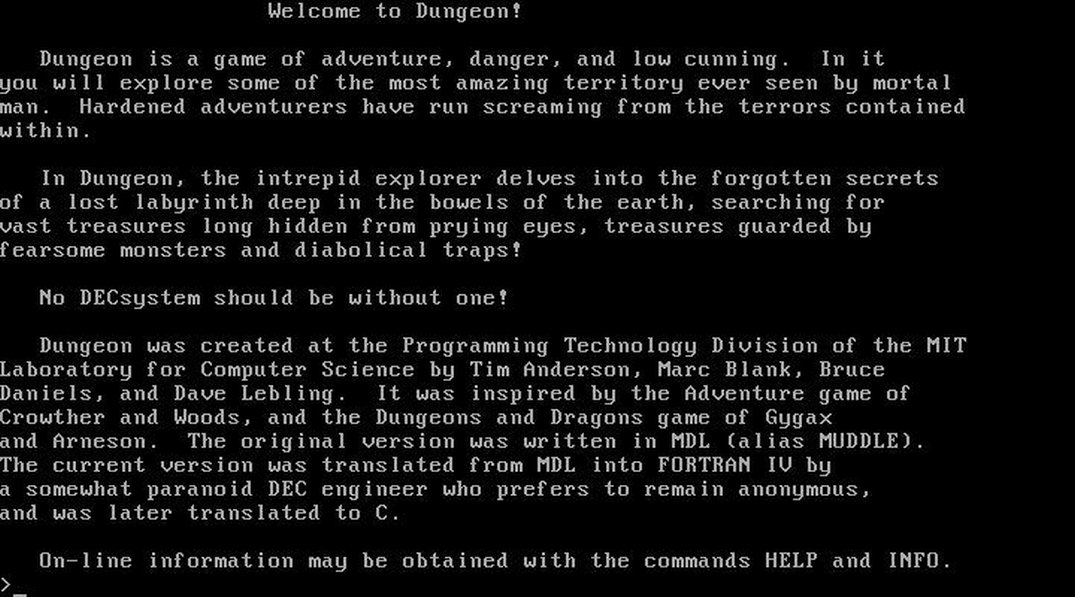 Welcome to Dungeon!
Dungeon is a game of adventure, danger, and low cunning.  In it
you will explore some of the most amazing territory ever seen by mortal
man.  Hardened adventurers have run screaming from the terrors contained
within.
In Dungeon, the intrepid explorer delves into the forgotten secrets
of a lost labyrinth deep in the bowels of the earth, searching for
vast treasures long hidden from prying eyes, treasures guarded by
fearsome monsters and diabolical traps!
No DECsystem should be without one!
Dungeon was created at the Programming Technology Division of the MIT
Laboratory for Computer Science by Tim Anderson, Marc Blank, Bruce
Daniels, and Dave Lebling.  It was inspired by the Adventure game of
Crowther and Woods, and the Dungeons and Dragons game of Gygax
and Arneson.  The original version was written in MDL (alias MUDDLE).
The current version was translated from MDL into FORTRAN IV by
a somewhat paranoid DEC engineer who prefers to remain anonymous,
and was later translated to C.
On-line information may be obtained with the commands HELP and INFO.
>_